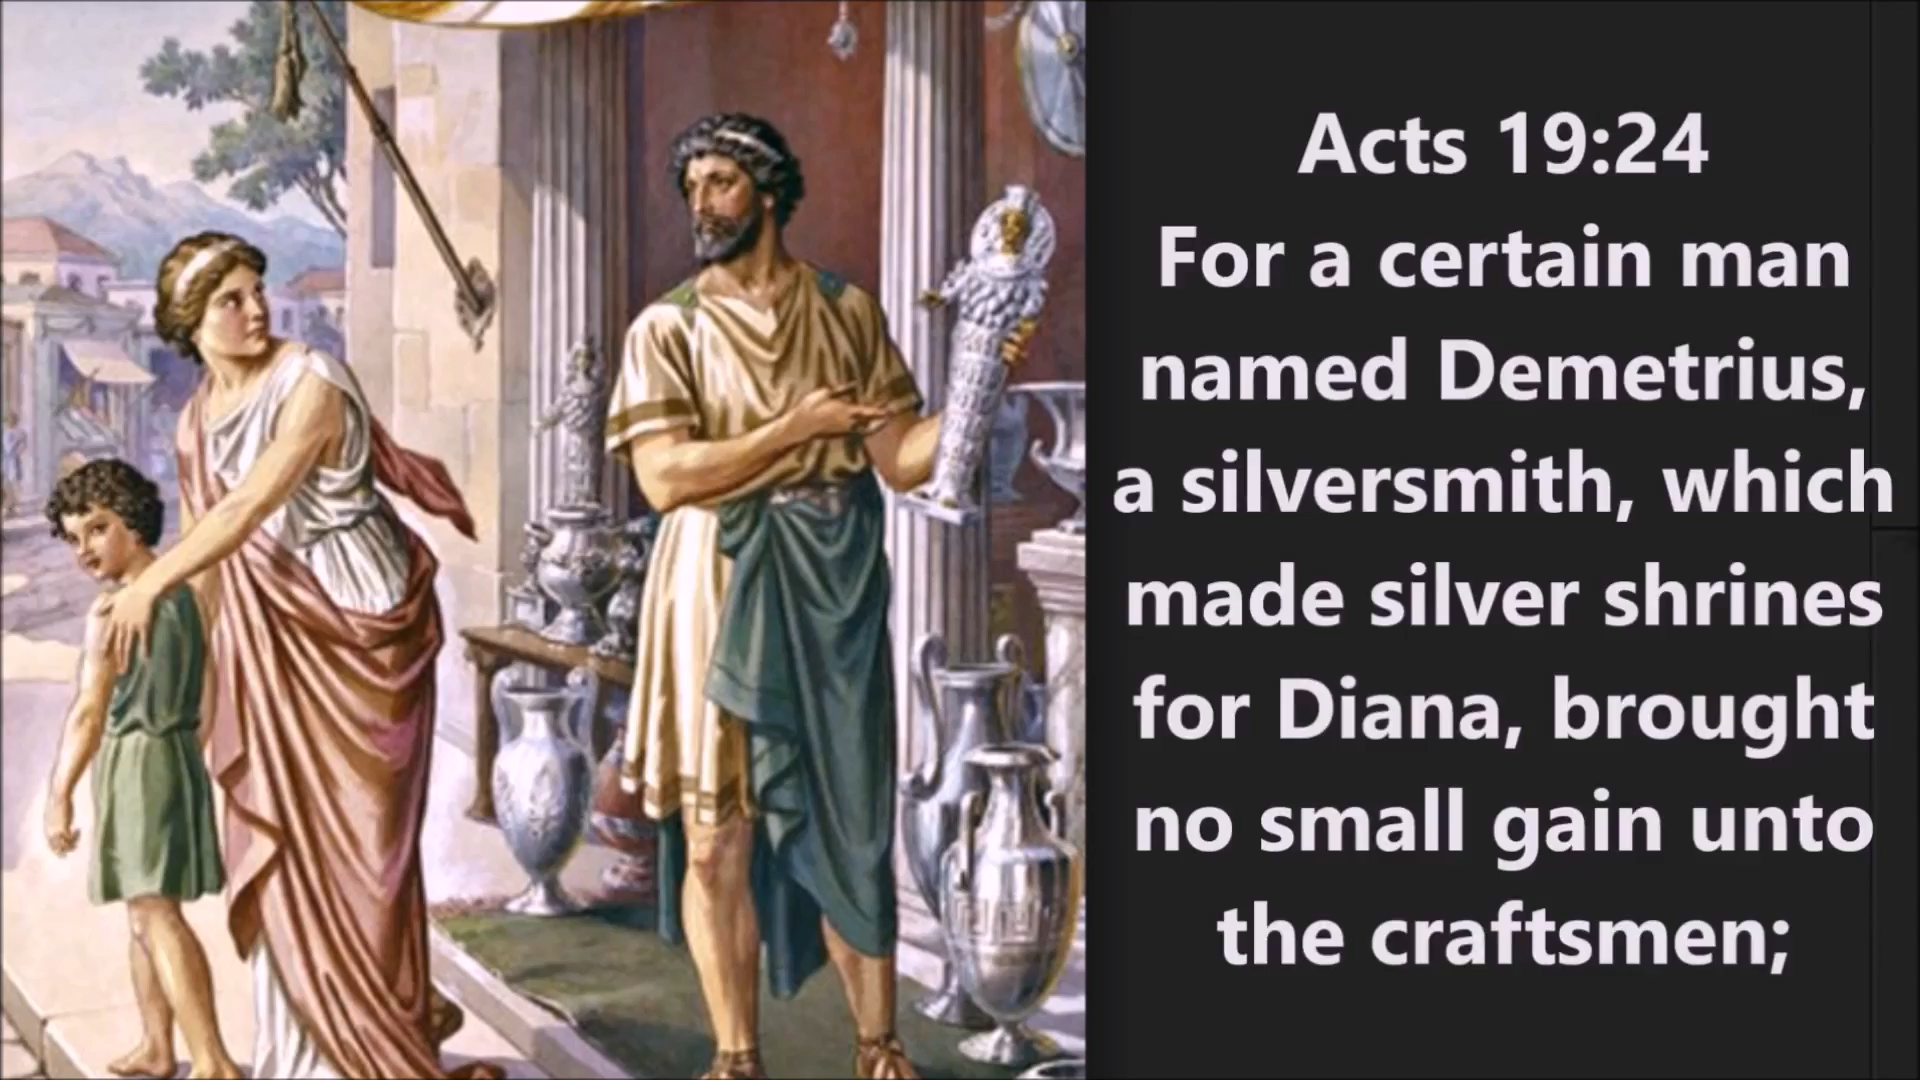 Acts 19:24
For a certain man
named Demetrius,
a silversmith, which
made silver shrines
for Diana, brought
no small gain unto
the craftsmen;